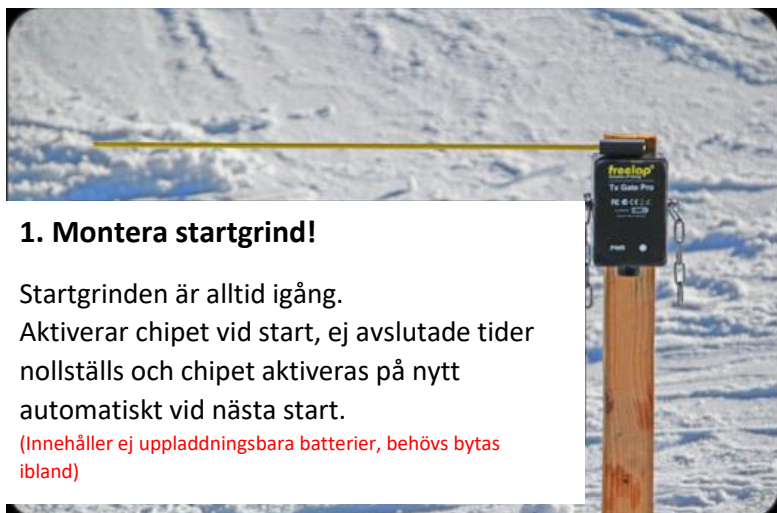 freelap®
Tx Gate Pro
1. Montera startgrind!
Startgrinden är alltid igång.
Aktiverar chipet vid start, ej avslutade tider
nollställs och chipet aktiveras på nytt
automatiskt vid nästa start.
(Innehåller ej uppladdningsbara batterier, behövs bytas
ibland)
PWR